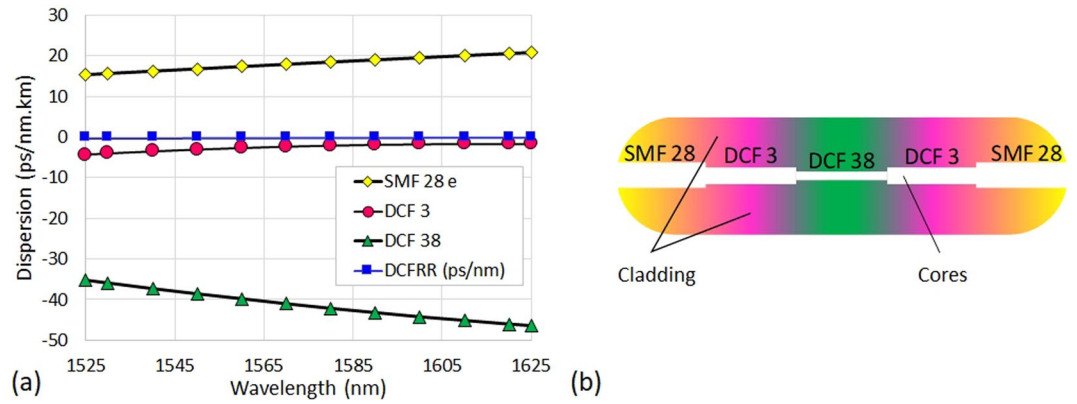 30
20
10
0
-10
-20
-30
-40
-50
Dispersion (ps/nm.km)
SMF 28 e
DCF 3
DCF 38
DCFRR (ps/nm)
1525 1545 1565 1585 1605 1625
Wavelength (nm)
(a)
SMF 28 DCF 3 DCF 38 DCF 3 SMF 28
Cladding Cores
(b)